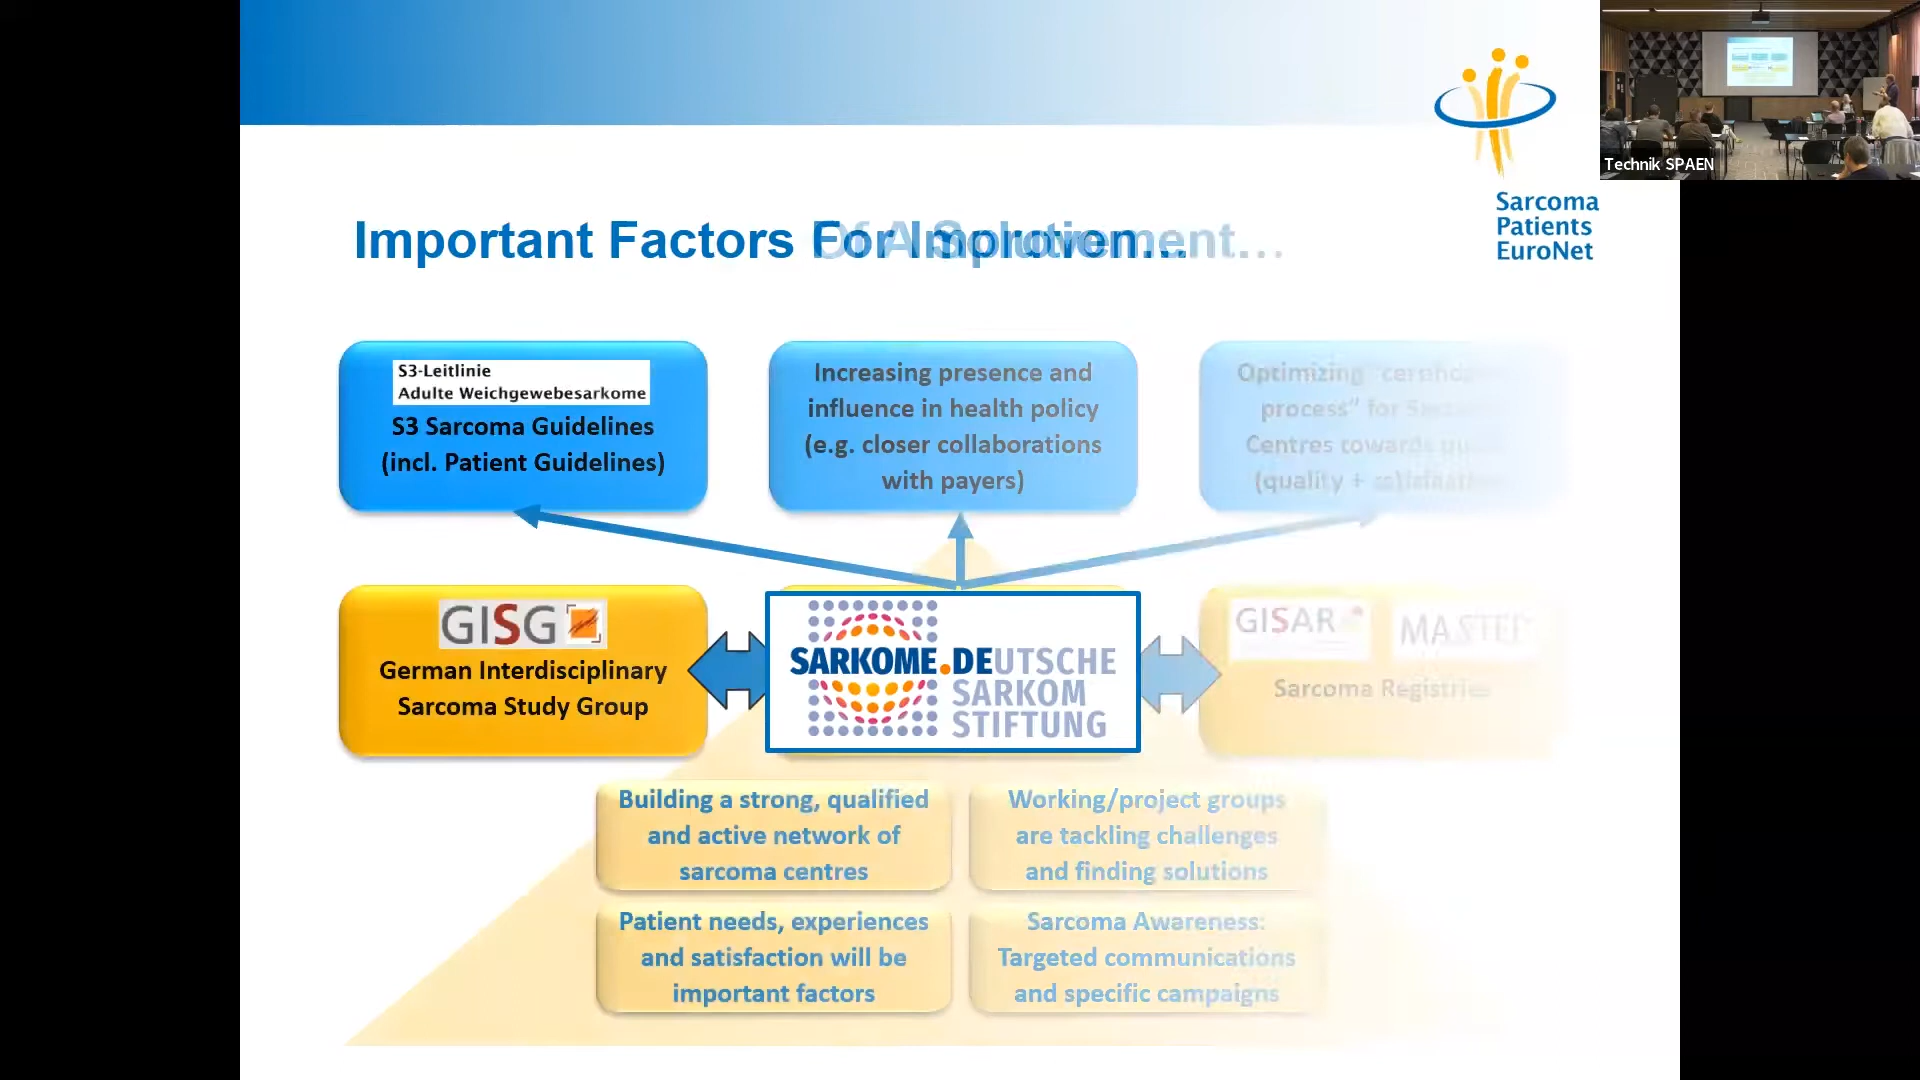 Technik SPAEN
Sarcoma
Patients
EuroNet
Important Factors For Improvement…
S3-Leitlinie
Adulte Weichgewebesarkome
S3 Sarcoma Guidelines
(incl. Patient Guidelines)
Increasing presence and
influence in health policy
(e.g. closer collaborations
with payers)
Optimizing
process” for
Centres towards
(quality +
GISG
German Interdisciplinary
Sarcoma Study Group
SARKOME.DEUTSCHE
SARKOM
STIFTUNG
GISAR
MASTER
Sarcoma Registries
Building a strong, qualified
and active network of
sarcoma centres
Working/project groups
are tackling challenges
and finding solutions
Patient needs, experiences
and satisfaction will be
important factors
Sarcoma Awareness:
Targeted communications
and specific campaigns